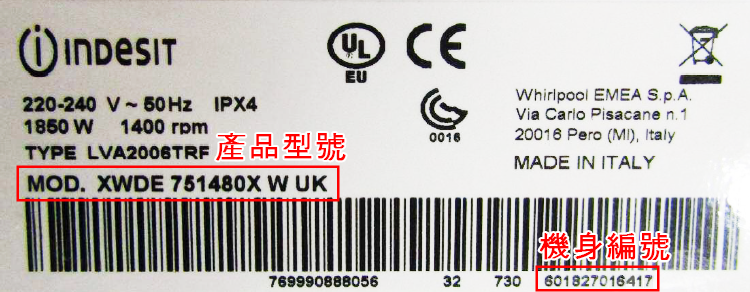 INDESIT
UL
EU
CE
220-240 V ~ 50Hz IPX4
1850 W 1400 rpm
TYPE LVA2006TRF 產品型號
MOD. XWDE 751480X W UK
0016
Whirlpool EMEA S.p.A.
Via Carlo Pisacane n.1
20016 Pero (MI), Italy
MADE IN ITALY
機身編號
769990888056 32 730 601827016417